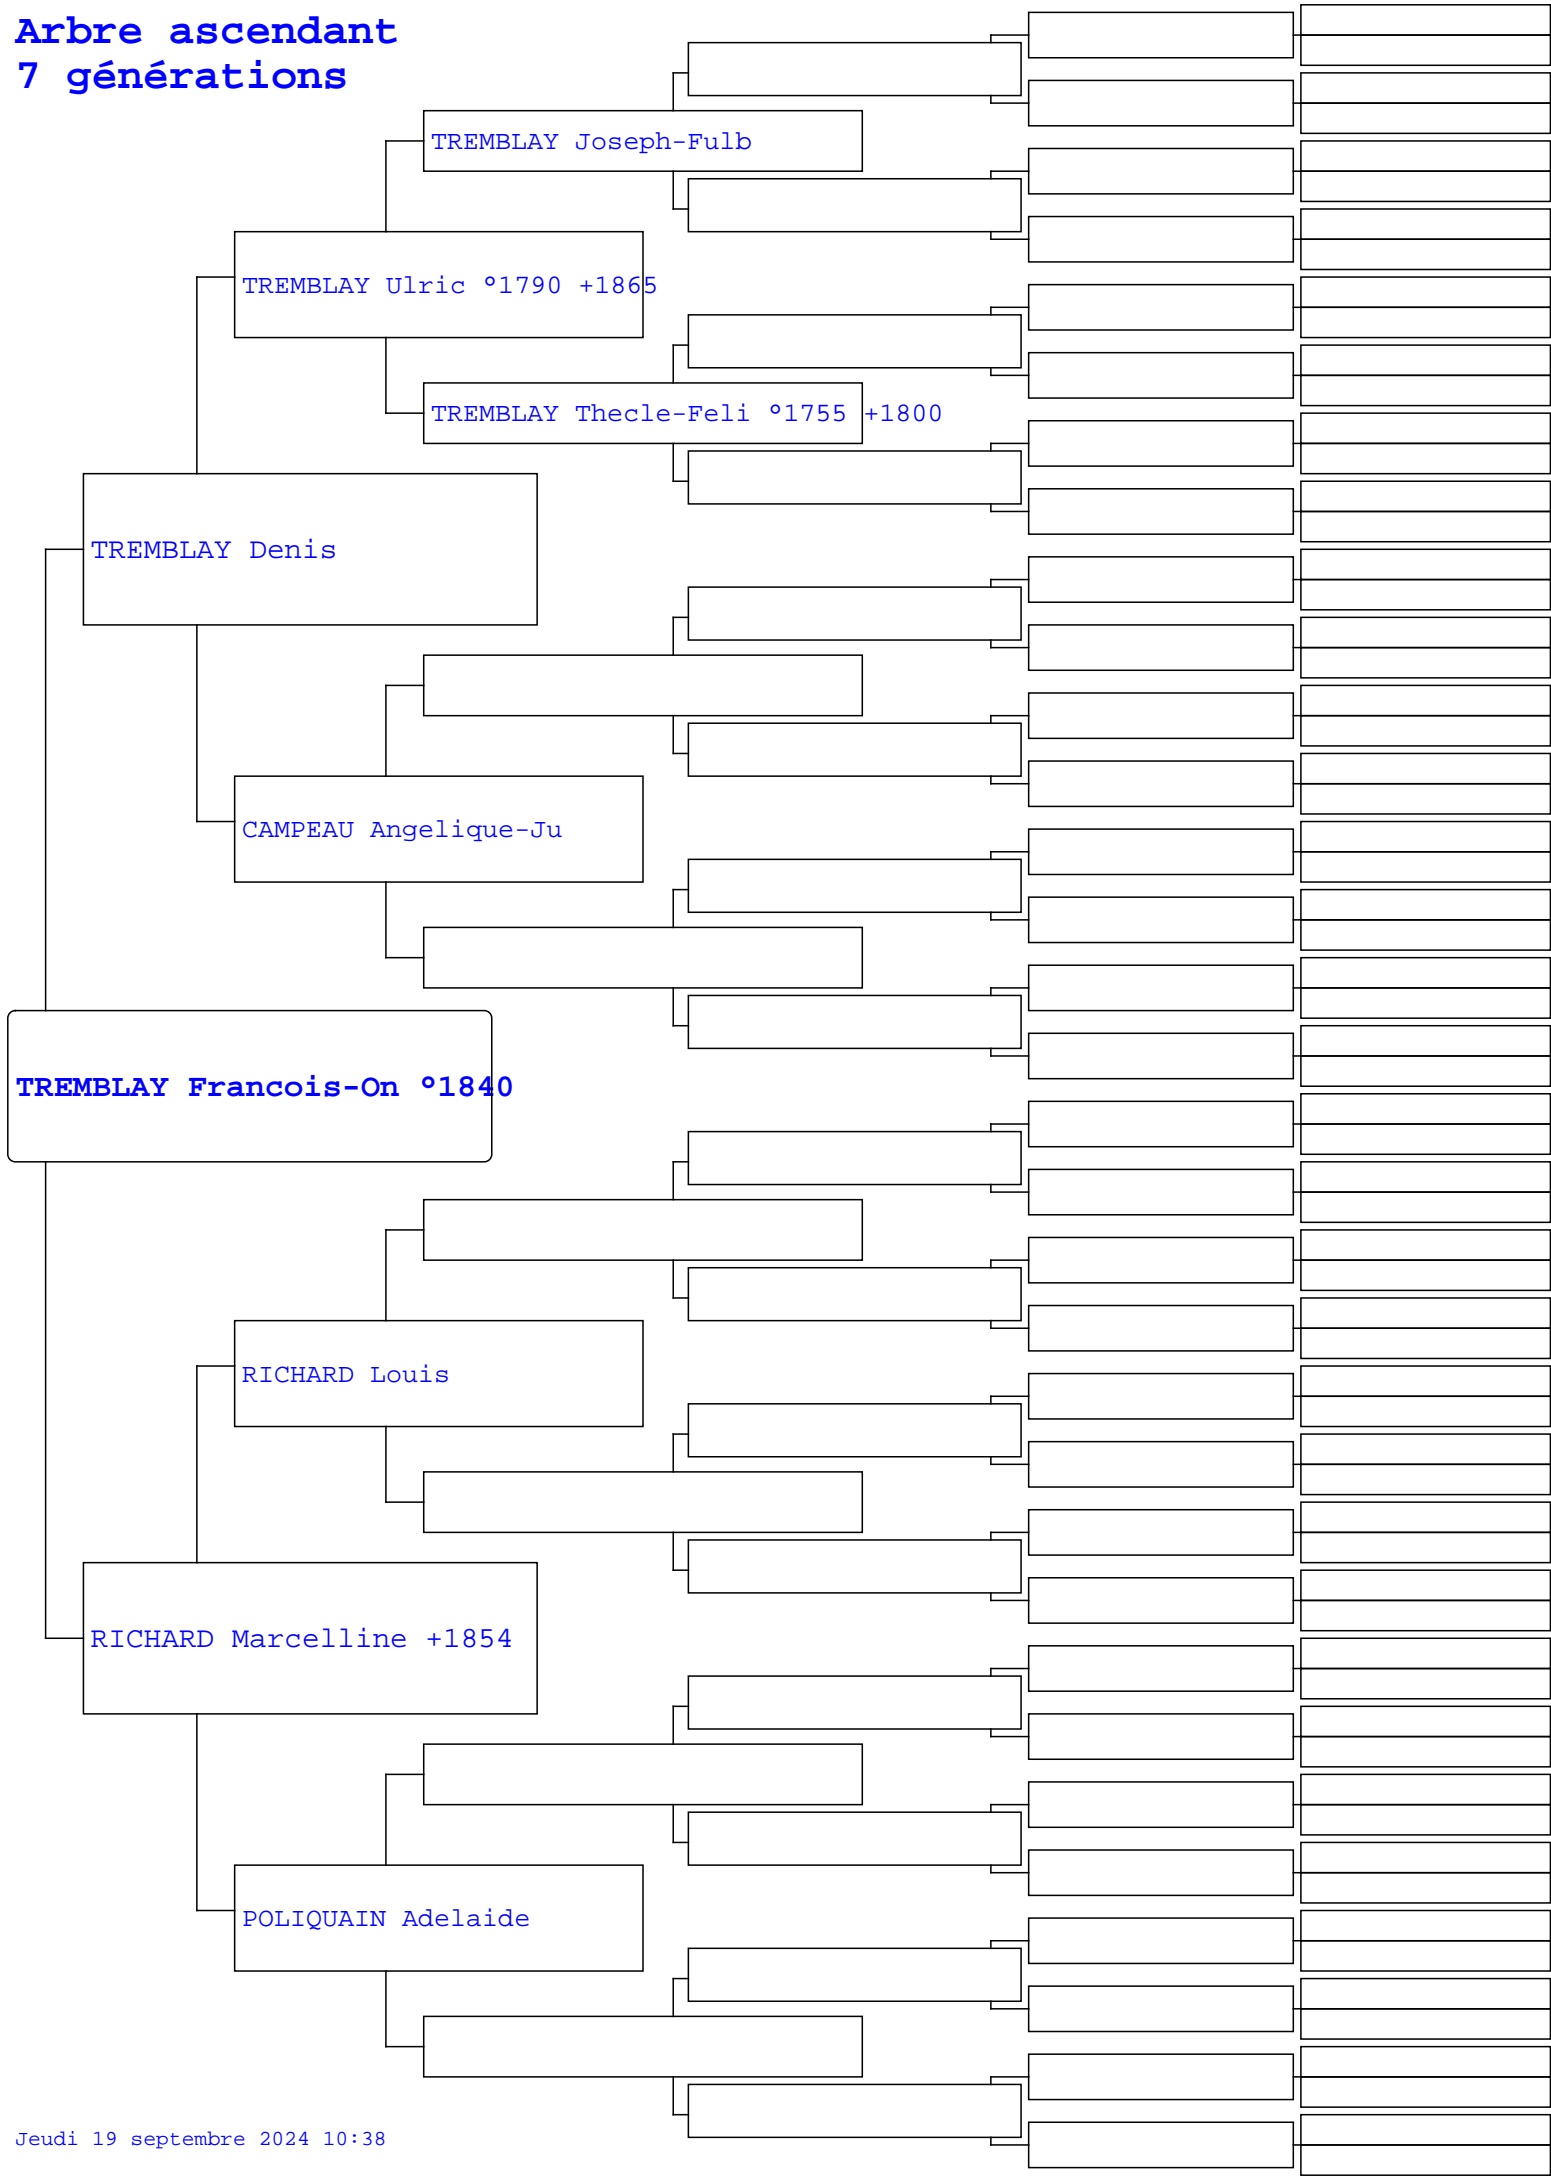 Arbre ascendant
7 générations
TREMBLAY Joseph-Fulb
TREMBLAY Ulric °1790 +1865
TREMBLAY Thecle-Feli °1755 +1800
TREMBLAY Denis
CAMPEAU Angelique-Ju
TREMBLAY Francois-On °1840
RICHARD Louis
RICHARD Marcelline +1854
POLIQUAIN Adelaide
Jeudi 19 septembre 2024 10:38